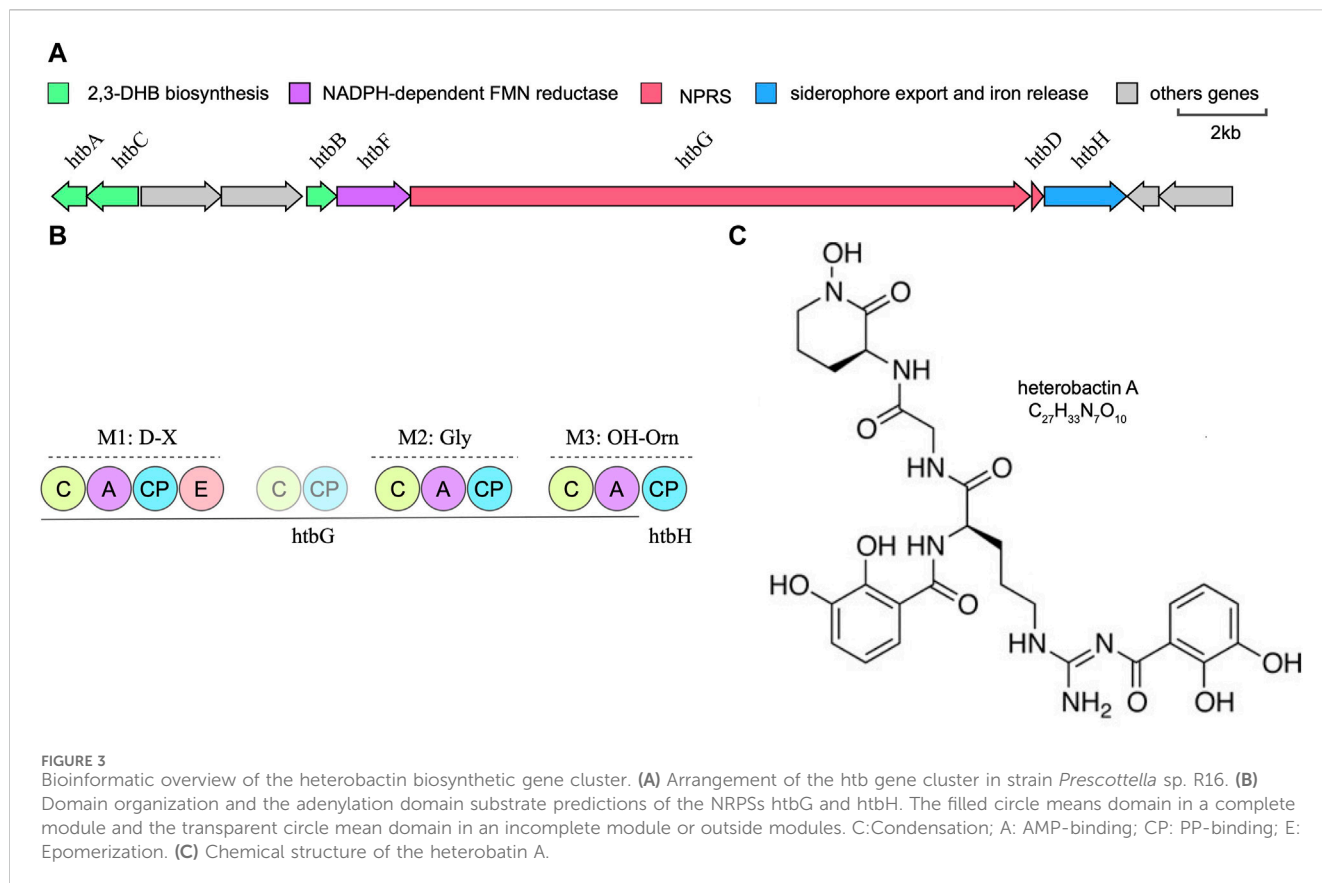 A
2,3-DHB biosynthesis NADPH-dependent FMN reductase NPRS siderophore export and iron release others genes
2kb
htbA htbC htbB htbF htbG htbD htbH
B
C
M1: D-X M2: Gly M3: OH-Orn
C A CP E C CP C A CP C A CP
htbG htbH
OH
N O
NH
O
HN O
OH HN
HO
O
HN N
OH
NH₂ O OH
heterobactin A
C₂₇H₃₃N₇O₁₀
FIGURE 3
Bioinformatic overview of the heterobactin biosynthetic gene cluster. (A) Arrangement of the htb gene cluster in strain Prescottella sp. R16. (B)
Domain organization and the adenylation domain substrate predictions of the NRPSs htbG and htbH. The filled circle means domain in a complete
module and the transparent circle mean domain in an incomplete module or outside modules. C:Condensation; A: AMP-binding; CP: PP-binding; E:
Epomerization. (C) Chemical structure of the heterobatin A.